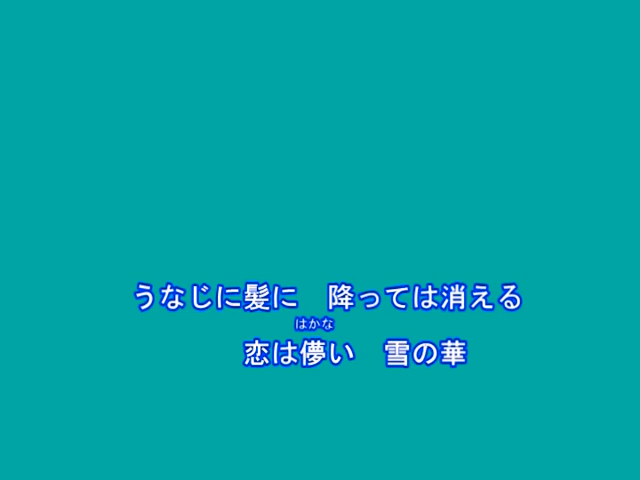 うなじに髪に　降っては消える
はかな
恋は儚い　雪の華